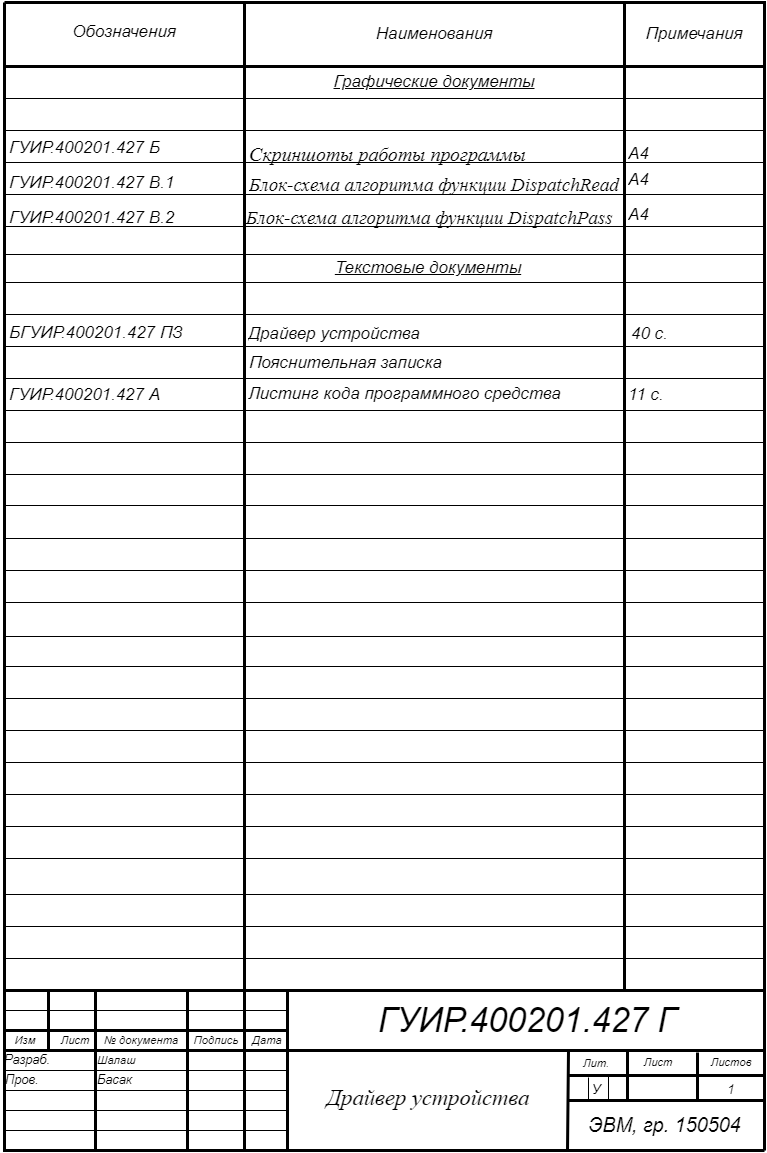 Обозначения Наименования Примечания
Графические документы
ГУИР.400201.427 Б Скриншоты работы программы А4
ГУИР.400201.427 В.1 Блок-схема алгоритма функции DispatchRead А4
ГУИР.400201.427 В.2 Блок-схема алгоритма функции DispatchPass А4
Текстовые документы
БГУИР.400201.427 ПЗ Драйвер устройства 40 с.
Пояснительная записка
ГУИР.400201.427 А Листинг кода программного средства 11 с.
ГУИР.400201.427 Г
Изм Лист № документа Подпись Дата
Разраб. Шалаш
Пров. Басак
Драйвер устройства
Лит. Лист Листов
У 1
ЭВМ, гр. 150504